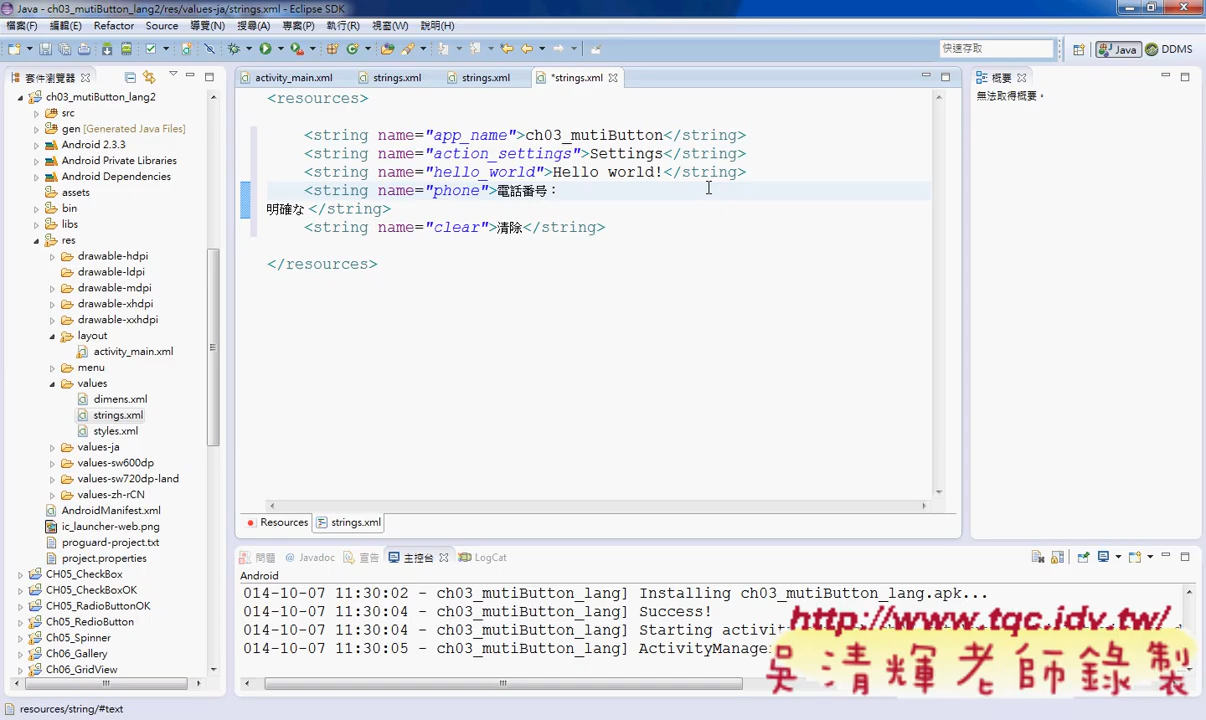 Java - ch03_mutiButton_lang2/res/values-ja/strings.xml - Eclipse SDK
檔案(F) 編輯(E) Refactor Source 導覽(N) 搜尋(A) 專案(P) 執行(R) 視窗(W) 說明(H)
快速存取 Java DDMS
套件瀏覽器
activity_main.xml strings.xml strings.xml *strings.xml
概要
無法取得概要。
ch03_mutiButton_lang2
src
gen [Generated Java Files]
Android 2.3.3
Android Private Libraries
Android Dependencies
assets
bin
libs
res
drawable-hdpi
drawable-ldpi
drawable-mdpi
drawable-xhdpi
drawable-xxhdpi
layout
activity_main.xml
menu
values
dimens.xml
strings.xml
styles.xml
values-ja
values-sw600dp
values-sw720dp-land
values-zh-rCN
AndroidManifest.xml
ic_launcher-web.png
proguard-project.txt
project.properties
CH05_CheckBox
CH05_CheckBoxOK
CH05_RadioButtonOK
CH05_RedioButton
CH05_Spinner
Ch06_Gallery
Ch06_GridView
<resources>
<string name="app_name">ch03_mutiButton</string>
<string name="action_settings">Settings</string>
<string name="hello_world">Hello world!</string>
<string name="phone">電話番号：
明確な</string>
<string name="clear">清除</string>
</resources>
Resources strings.xml
問題 Javadoc 宣告 主控台 LogCat
Android
014-10-07 11:30:02 - ch03_mutiButton_lang] Installing ch03_mutiButton_lang.apk...
014-10-07 11:30:04 - ch03_mutiButton_lang] Success!
014-10-07 11:30:04 - ch03_mutiButton_lang] Starting activi
014-10-07 11:30:05 - ch03_mutiButton_lang] ActivityManage
http://www.tqc.idv.tw/
吳清輝老師錄製
resources/string/#text